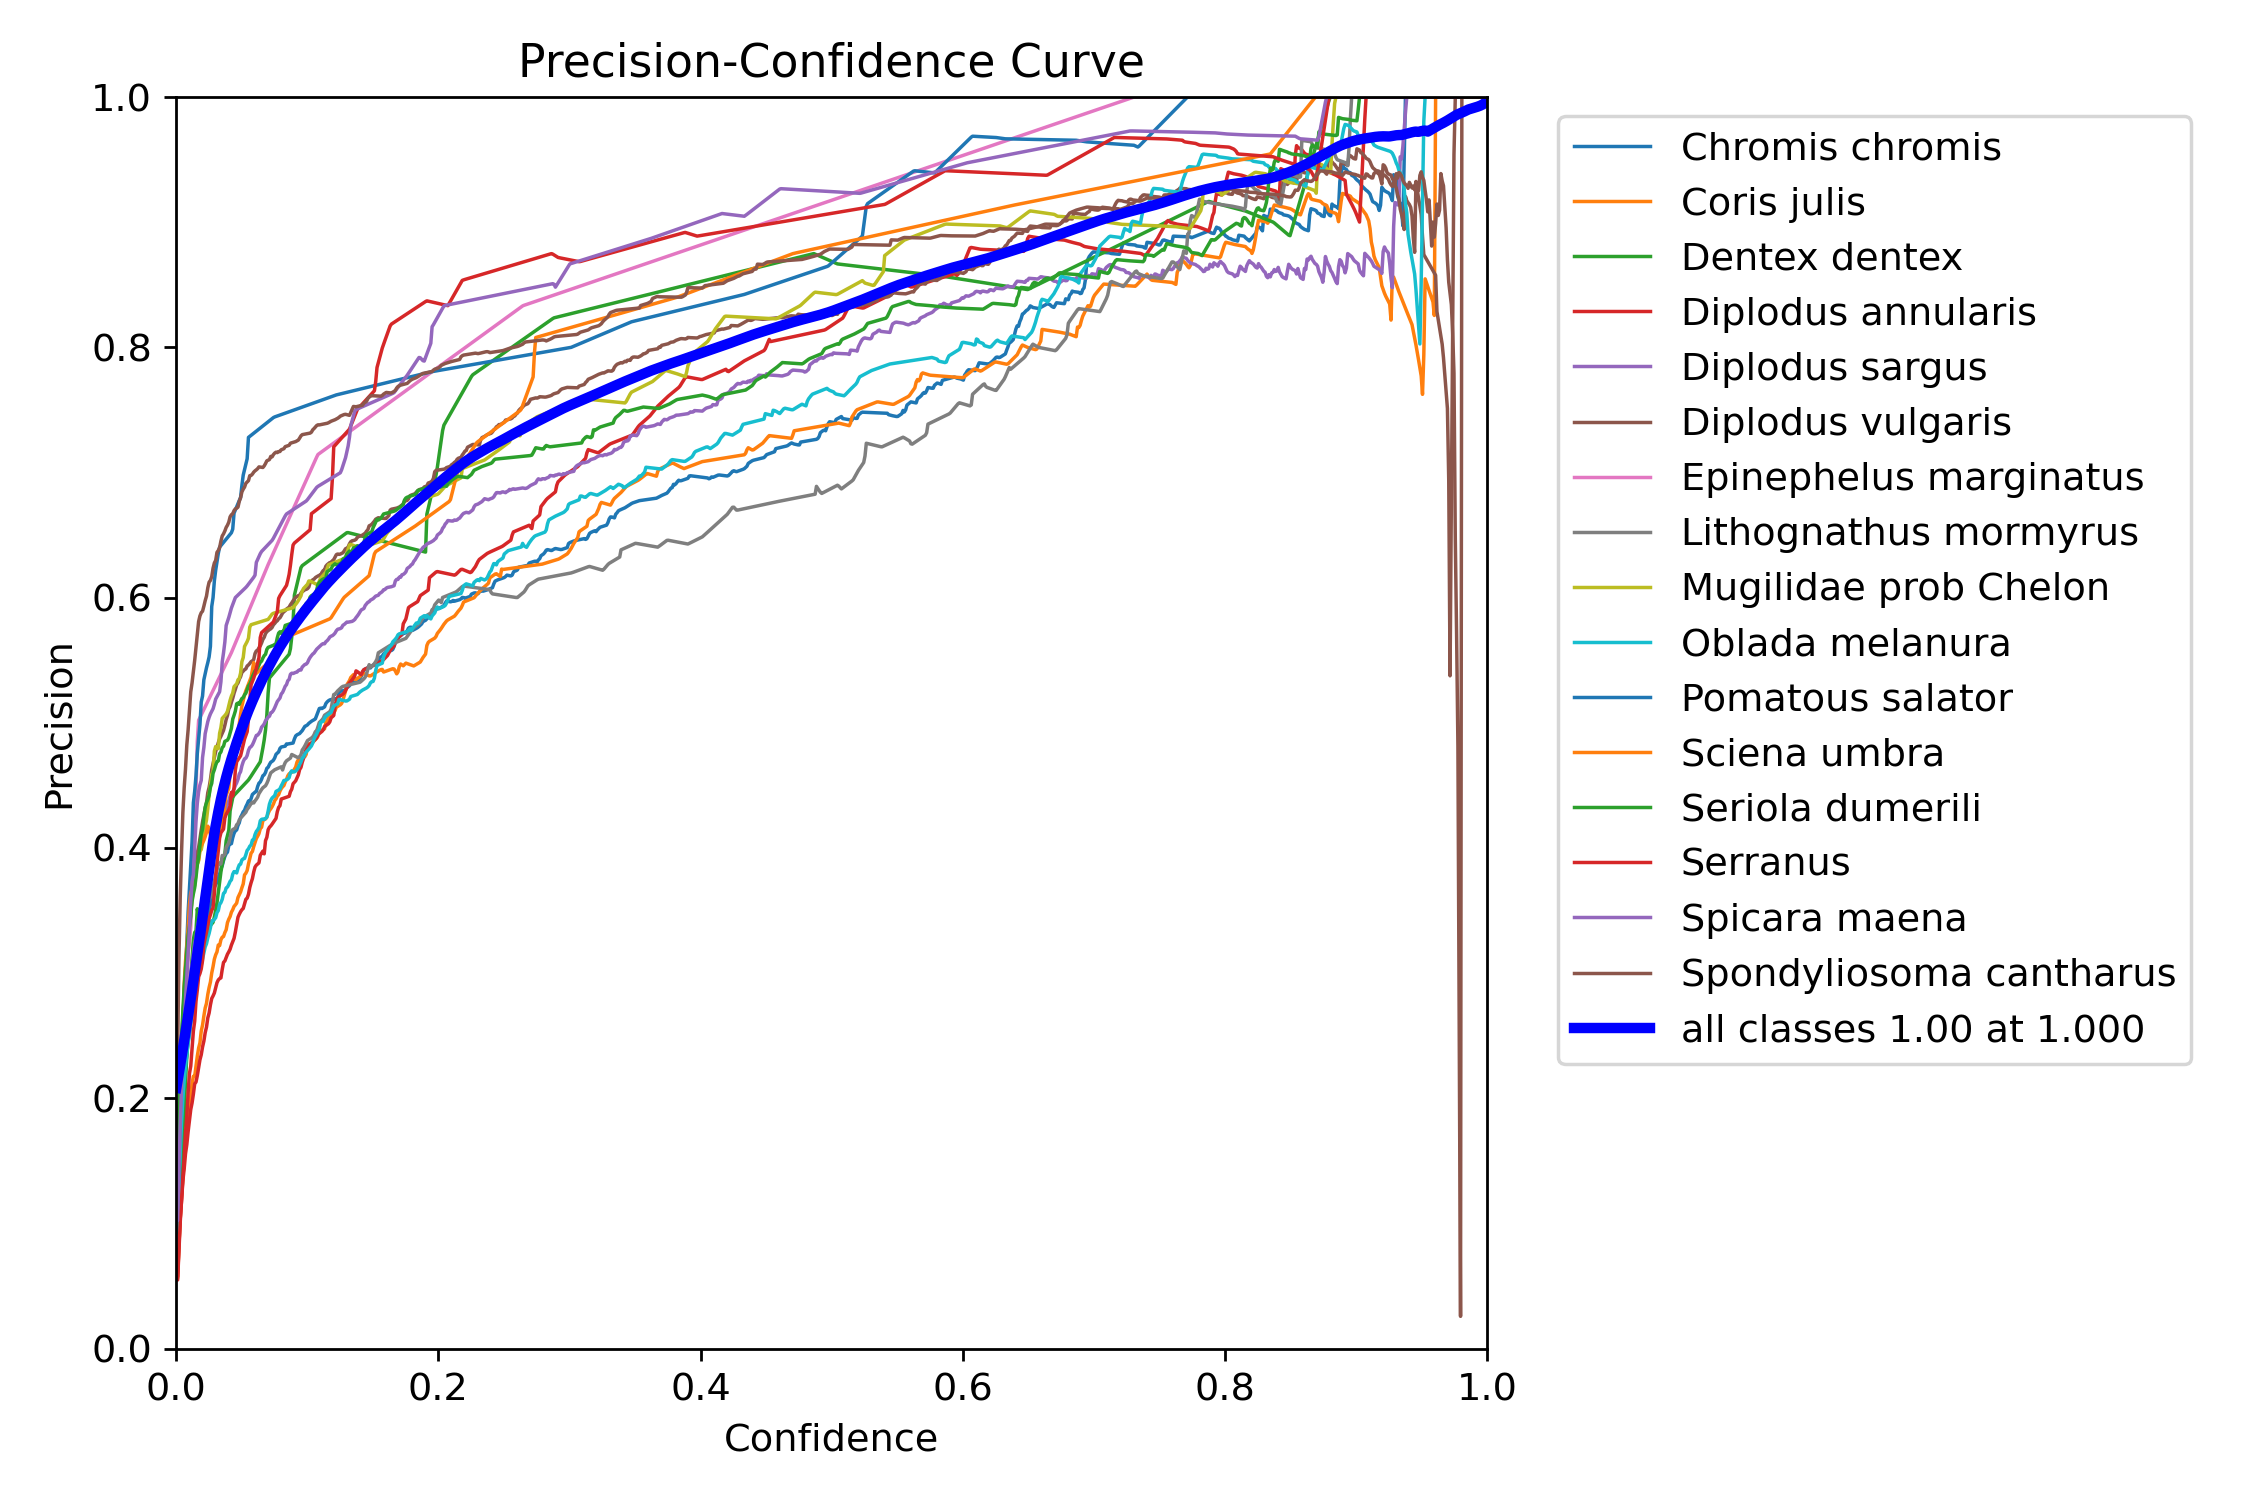 Precision-Confidence Curve
1.0
0.8
0.6
0.4
0.2
0.0
Precision
0.0 0.2 0.4 0.6 0.8 1.0
Confidence
Chromis chromis
Coris julis
Dentex dentex
Diplodus annularis
Diplodus sargus
Diplodus vulgaris
Epinephelus marginatus
Lithognathus mormyrus
Mugilidae prob Chelon
Oblada melanura
Pomatous salator
Sciena umbra
Seriola dumerili
Serranus
Spicara maena
Spondyliosoma cantharus
all classes 1.00 at 1.000